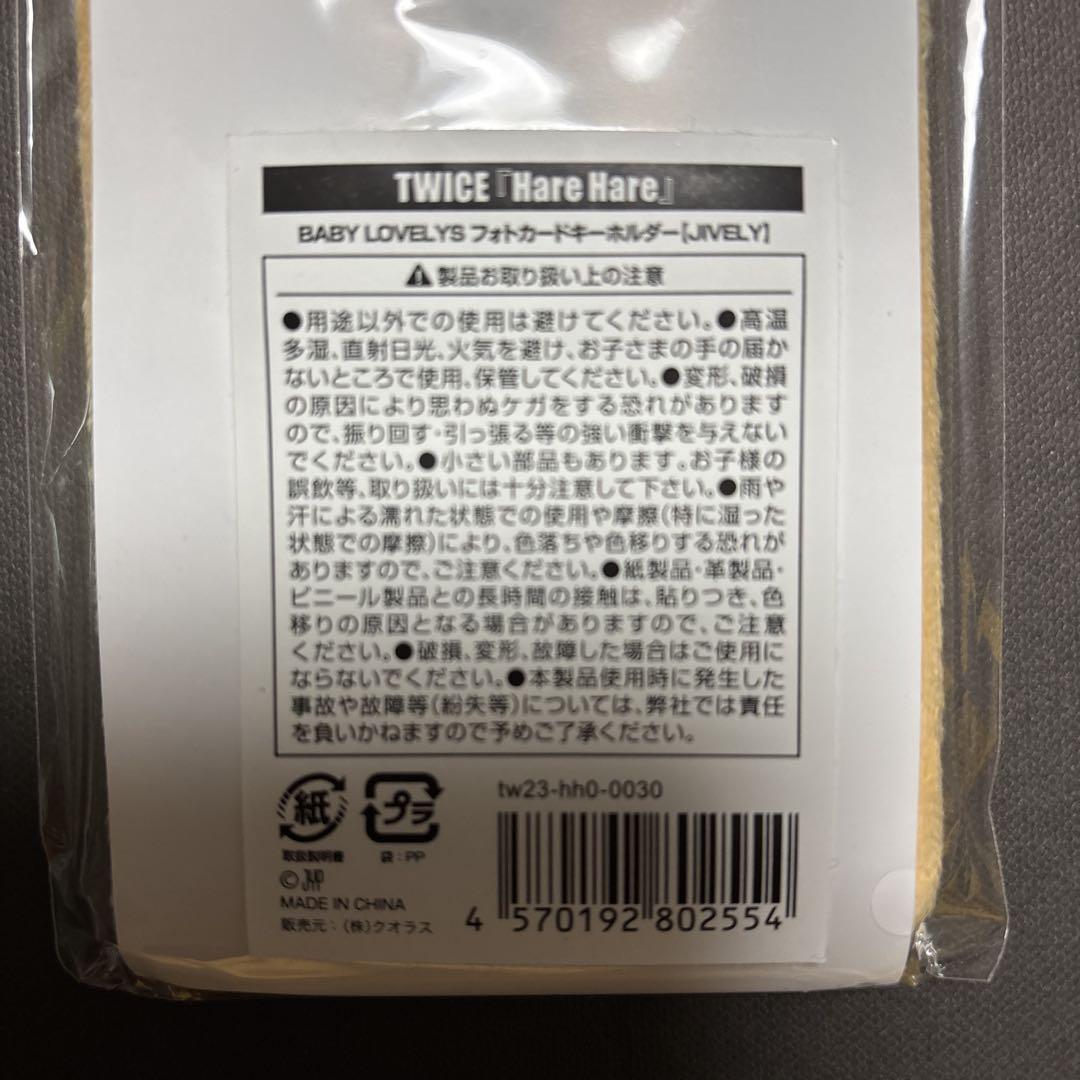 TWICE『Hare Hare』
BABY LOVELYS フォトカードキーホルダー[JIVELY]
製品お取り扱い上の注意
●用途以外での使用は避けてください。●高温
多湿、直射日光、火気を避け、お子さまの手の届か
ないところで使用、保管してください。●変形、破損
の原因により思わぬケガをする恐れがあります
ので、振り回す・引っ張る等の強い衝撃を与えない
でください。●小さい部品もあります。お子様の
誤飲等、取り扱いには十分注意して下さい。●雨や
汗による濡れた状態での使用や摩擦(特に湿った
状態での摩擦)により、色落ちや色移りする恐れが
ありますので、ご注意ください。●紙製品・革製品・
ビニール製品との長時間の接触は、貼りつき、色
移りの原因となる場合がありますので、ご注意
ください。●破損、変形、故障した場合はご使用に
ならないでください。●本製品使用時に発生した
事故や故障等(紛失等)については、弊社では責任
を負いかねますので予めご了承ください。
紙
プラ
tw23-hh0-0030
取扱説明書
袋:PP
MADE IN CHINA
販売元:(株)クオラス
4 570192 802554